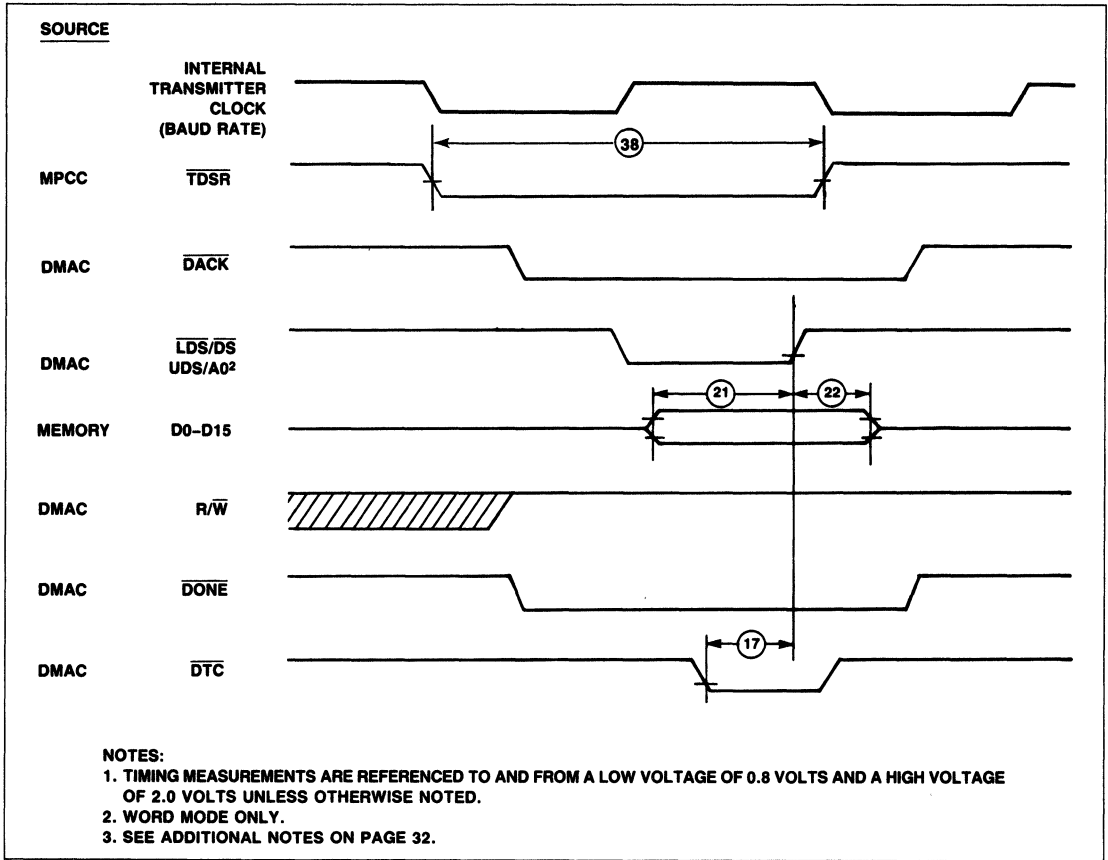 SOURCE
INTERNAL
TRANSMITTER
CLOCK
(BAUD RATE)
38
MPCC TDSR
DMAC DACK
LDS/DS
DMAC UDS/A0²
21 22
MEMORY D0–D15
DMAC R/W
DMAC DONE
17
DMAC DTC
NOTES:
1. TIMING MEASUREMENTS ARE REFERENCED TO AND FROM A LOW VOLTAGE OF 0.8 VOLTS AND A HIGH VOLTAGE
OF 2.0 VOLTS UNLESS OTHERWISE NOTED.
2. WORD MODE ONLY.
3. SEE ADDITIONAL NOTES ON PAGE 32.